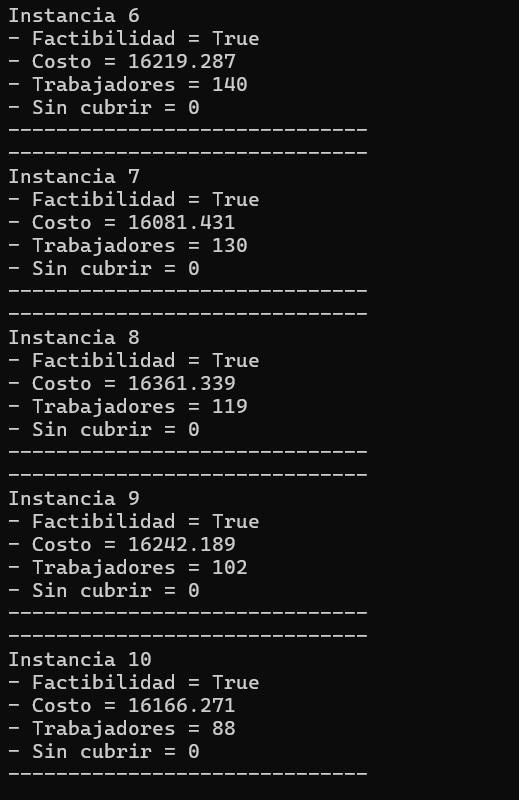 Instancia 6
- Factibilidad = True
- Costo = 16219.287
- Trabajadores = 140
- Sin cubrir = 0
------------------------------
------------------------------
Instancia 7
- Factibilidad = True
- Costo = 16081.431
- Trabajadores = 130
- Sin cubrir = 0
------------------------------
------------------------------
Instancia 8
- Factibilidad = True
- Costo = 16361.339
- Trabajadores = 119
- Sin cubrir = 0
------------------------------
------------------------------
Instancia 9
- Factibilidad = True
- Costo = 16242.189
- Trabajadores = 102
- Sin cubrir = 0
------------------------------
------------------------------
Instancia 10
- Factibilidad = True
- Costo = 16166.271
- Trabajadores = 88
- Sin cubrir = 0
------------------------------